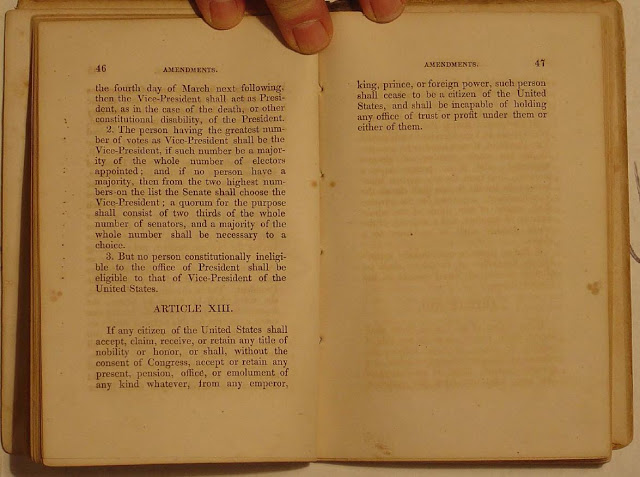 46
AMENDMENTS.
the fourth day of March next following,
then the Vice-President shall act as Presi-
dent, as in the case of the death, or other
constitutional disability, of the President.
2. The person having the greatest num-
ber of votes as Vice-President shall be the
Vice-President, if such number be a major-
ity of the whole number of electors
appointed; and if no person have a
majority, then from the two highest num-
bers on the list the Senate shall choose the
Vice-President; a quorum for the purpose
shall consist of two thirds of the whole
number of senators, and a majority of the
whole number shall be necessary to a
choice.
3. But no person constitutionally ineligi-
ble to the office of President shall be
eligible to that of Vice-President of the
United States.
ARTICLE XIII.
If any citizen of the United States shall
accept, claim, receive, or retain any title of
nobility or honor, or shall, without the
consent of Congress, accept or retain any
present, pension, office, or emolument of
any kind whatever, from any emperor,
AMENDMENTS.
47
king, prince, or foreign power, such person
shall cease to be a citizen of the United
States, and shall be incapable of holding
any office of trust or profit under them or
either of them.